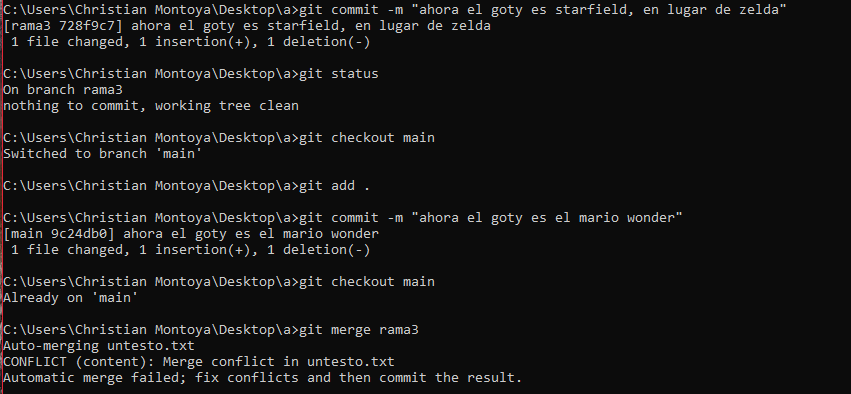 C:\Users\Christian Montoya\Desktop\a>git commit -m "ahora el goty es starfield, en lugar de zelda"
[rama3 728f9c7] ahora el goty es starfield, en lugar de zelda
 1 file changed, 1 insertion(+), 1 deletion(-)
C:\Users\Christian Montoya\Desktop\a>git status
On branch rama3
nothing to commit, working tree clean
C:\Users\Christian Montoya\Desktop\a>git checkout main
Switched to branch 'main'
C:\Users\Christian Montoya\Desktop\a>git add .
C:\Users\Christian Montoya\Desktop\a>git commit -m "ahora el goty es el mario wonder"
[main 9c24db0] ahora el goty es el mario wonder
 1 file changed, 1 insertion(+), 1 deletion(-)
C:\Users\Christian Montoya\Desktop\a>git checkout main
Already on 'main'
C:\Users\Christian Montoya\Desktop\a>git merge rama3
Auto-merging untesto.txt
CONFLICT (content): Merge conflict in untesto.txt
Automatic merge failed; fix conflicts and then commit the result.